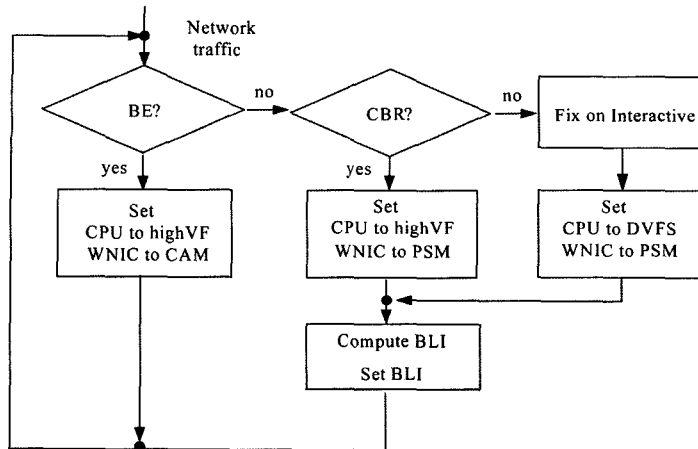 Network
traffic
BE?
no
CBR?
no
Fix on Interactive
yes
yes
Set
CPU to highVF
WNIC to CAM
Set
CPU to highVF
WNIC to PSM
Set
CPU to DVFS
WNIC to PSM
Compute BLI
Set BLI